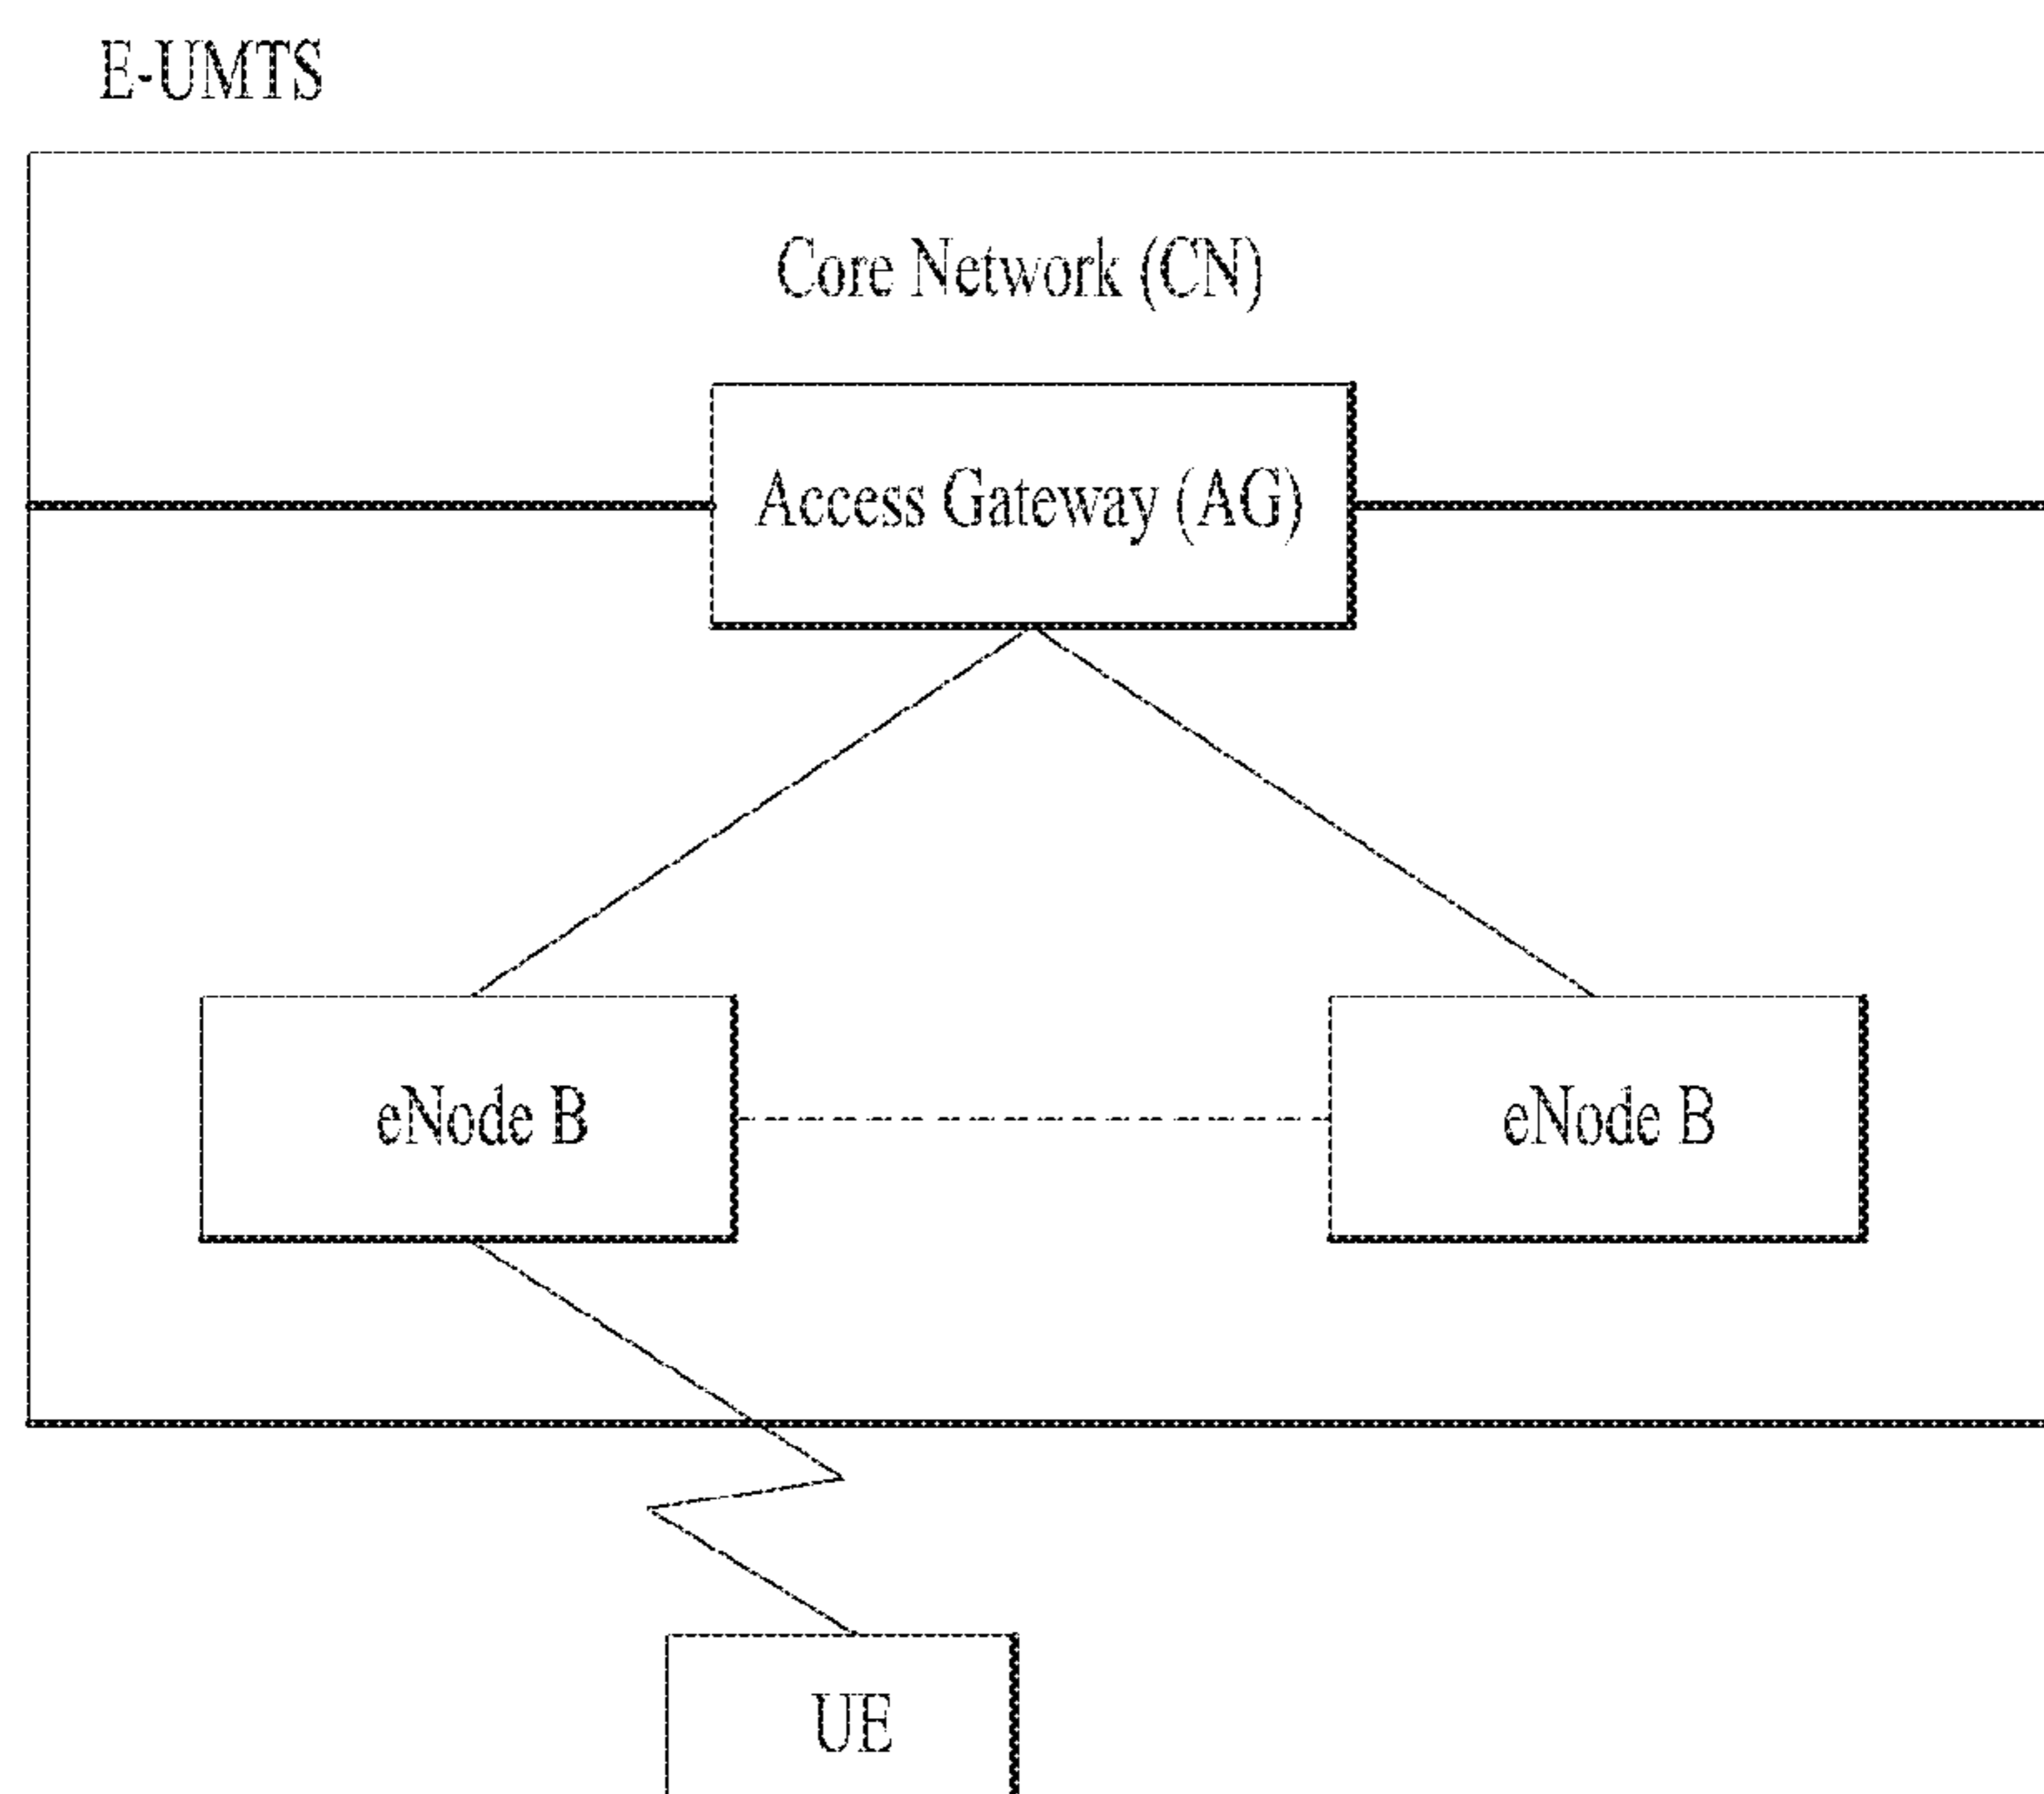 E-UMTS
Core Network (CN)
Access Gateway (AG)
eNode B
eNode B
UE